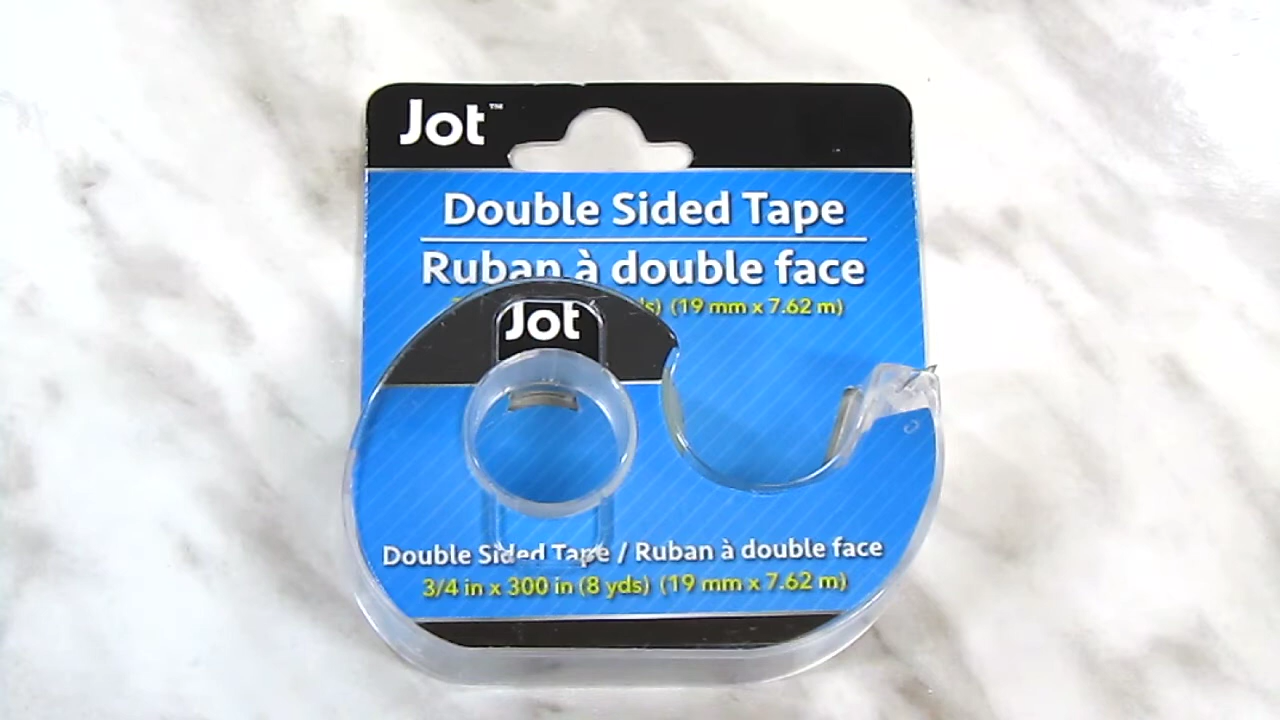 Jot™
Double Sided Tape
Ruban à double face
(19 mm x 7.62 m)
Jot
Double Sided Tape / Ruban à double face
3/4 in x 300 in (8 yds) (19 mm x 7.62 m)